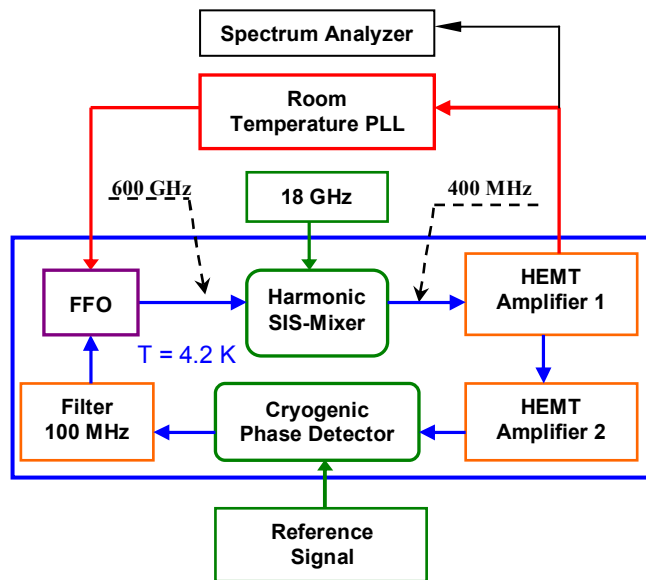 Spectrum Analyzer
Room
Temperature PLL
600 GHz
18 GHz
400 MHz
FFO
Harmonic
SIS-Mixer
HEMT
Amplifier 1
T = 4.2 K
Filter
100 MHz
Cryogenic
Phase Detector
HEMT
Amplifier 2
Reference
Signal